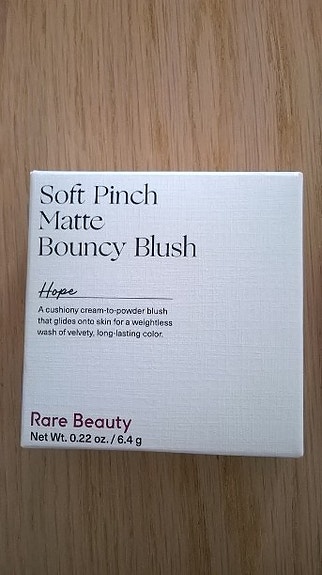 Soft Pinch
Matte
Bouncy Blush
Hope
A cushiony cream-to-powder blush
that glides onto skin for a weightless
wash of velvety, long-lasting color.
Rare Beauty
Net Wt. 0.22 oz. / 6.4 g